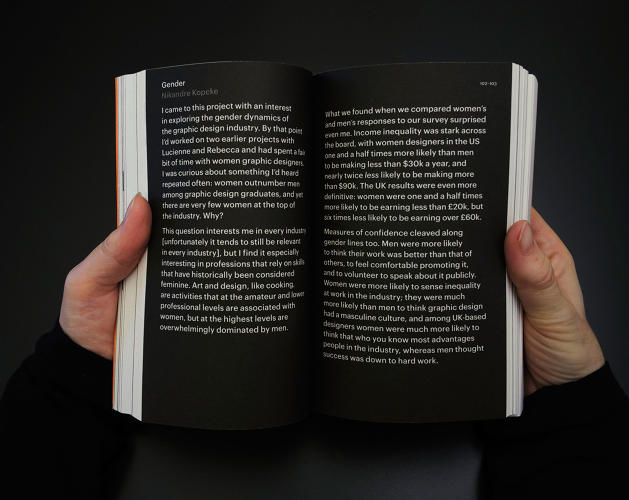 Gender
Nikandre Kopcke
I came to this project with an interest
in exploring the gender dynamics of
the graphic design industry. By that point
I'd worked on two earlier projects with
Lucienne and Rebecca and had spent a fair
bit of time with women graphic designers.
I was curious about something I'd heard
repeated often: women outnumber men
among graphic design graduates, and yet
there are very few women at the top of
the industry. Why?
This question interests me in every industry
[unfortunately it tends to still be relevant
in every industry], but I find it especially
interesting in professions that rely on skills
that have historically been considered
feminine. Art and design, like cooking,
are activities that at the amateur and lower
professional levels are associated with
women, but at the highest levels are
overwhelmingly dominated by men.
102–103
What we found when we compared women's
and men's responses to our survey surprised
even me. Income inequality was stark across
the board, with women designers in the US
one and a half times more likely than men
to be making less than $30k a year, and
nearly twice less likely to be making more
than $90k. The UK results were even more
definitive: women were one and a half times
more likely to be earning less than £20k, but
six times less likely to be earning over £60k.
Measures of confidence cleaved along
gender lines too. Men were more likely
to think their work was better than that of
others, to feel comfortable promoting it,
and to volunteer to speak about it publicly.
Women were more likely to sense inequality
at work in the industry; they were much
more likely than men to think graphic design
had a masculine culture, and among UK-based
designers women were much more likely to
think that who you know most advantages
people in the industry, whereas men thought
success was down to hard work.